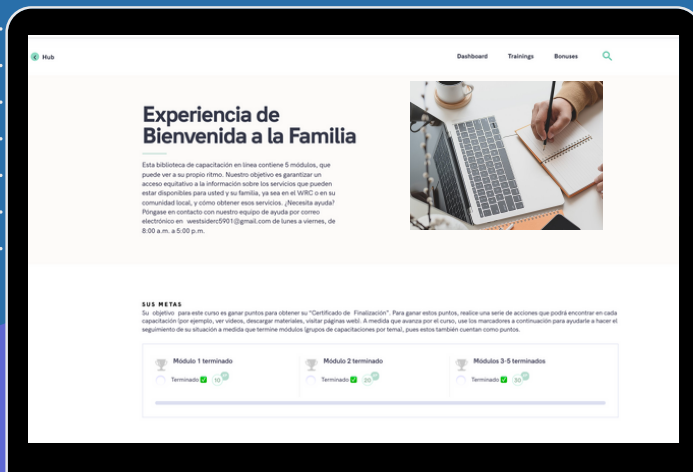 Hub
Dashboard
Trainings
Bonuses
Experiencia de
Bienvenida a la Familia
Esta biblioteca de capacitación en línea contiene 5 módulos, que
puede ver a su propio ritmo. Nuestro objetivo es garantizar un
acceso equitativo a la información sobre los servicios que pueden
estar disponibles para usted y su familia, ya sea en el WRC o en su
comunidad local, y cómo obtener esos servicios. ¿Necesita ayuda?
Póngase en contacto con nuestro equipo de ayuda por correo
electrónico en westsiderc5901@gmail.com de lunes a viernes, de
8:00 a.m. a 5:00 p.m.
SUS METAS
Su objetivo para este curso es ganar puntos para obtener su "Certificado de Finalización". Para ganar estos puntos, realice una serie de acciones que podrá encontrar en cada
capacitación (por ejemplo, ver videos, descargar materiales, visitar páginas web). A medida que avanza por el curso, use los marcadores a continuación para ayudarle a hacer el
seguimiento de su situación a medida que termine módulos (grupos de capacitaciones por tema), pues estos también cuentan como puntos.
Módulo 1 terminado
Terminado ✅ 10
Módulo 2 terminado
Terminado ✅ 20
Módulos 3-5 terminados
Terminado ✅ 30